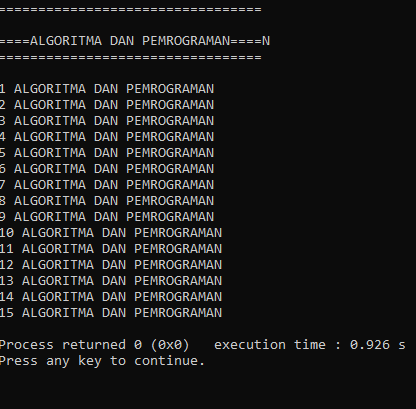 =================================
====ALGORITMA DAN PEMROGRAMAN====N
=================================
1 ALGORITMA DAN PEMROGRAMAN
2 ALGORITMA DAN PEMROGRAMAN
3 ALGORITMA DAN PEMROGRAMAN
4 ALGORITMA DAN PEMROGRAMAN
5 ALGORITMA DAN PEMROGRAMAN
6 ALGORITMA DAN PEMROGRAMAN
7 ALGORITMA DAN PEMROGRAMAN
8 ALGORITMA DAN PEMROGRAMAN
9 ALGORITMA DAN PEMROGRAMAN
10 ALGORITMA DAN PEMROGRAMAN
11 ALGORITMA DAN PEMROGRAMAN
12 ALGORITMA DAN PEMROGRAMAN
13 ALGORITMA DAN PEMROGRAMAN
14 ALGORITMA DAN PEMROGRAMAN
15 ALGORITMA DAN PEMROGRAMAN
Process returned 0 (0x0)   execution time : 0.926 s
Press any key to continue.